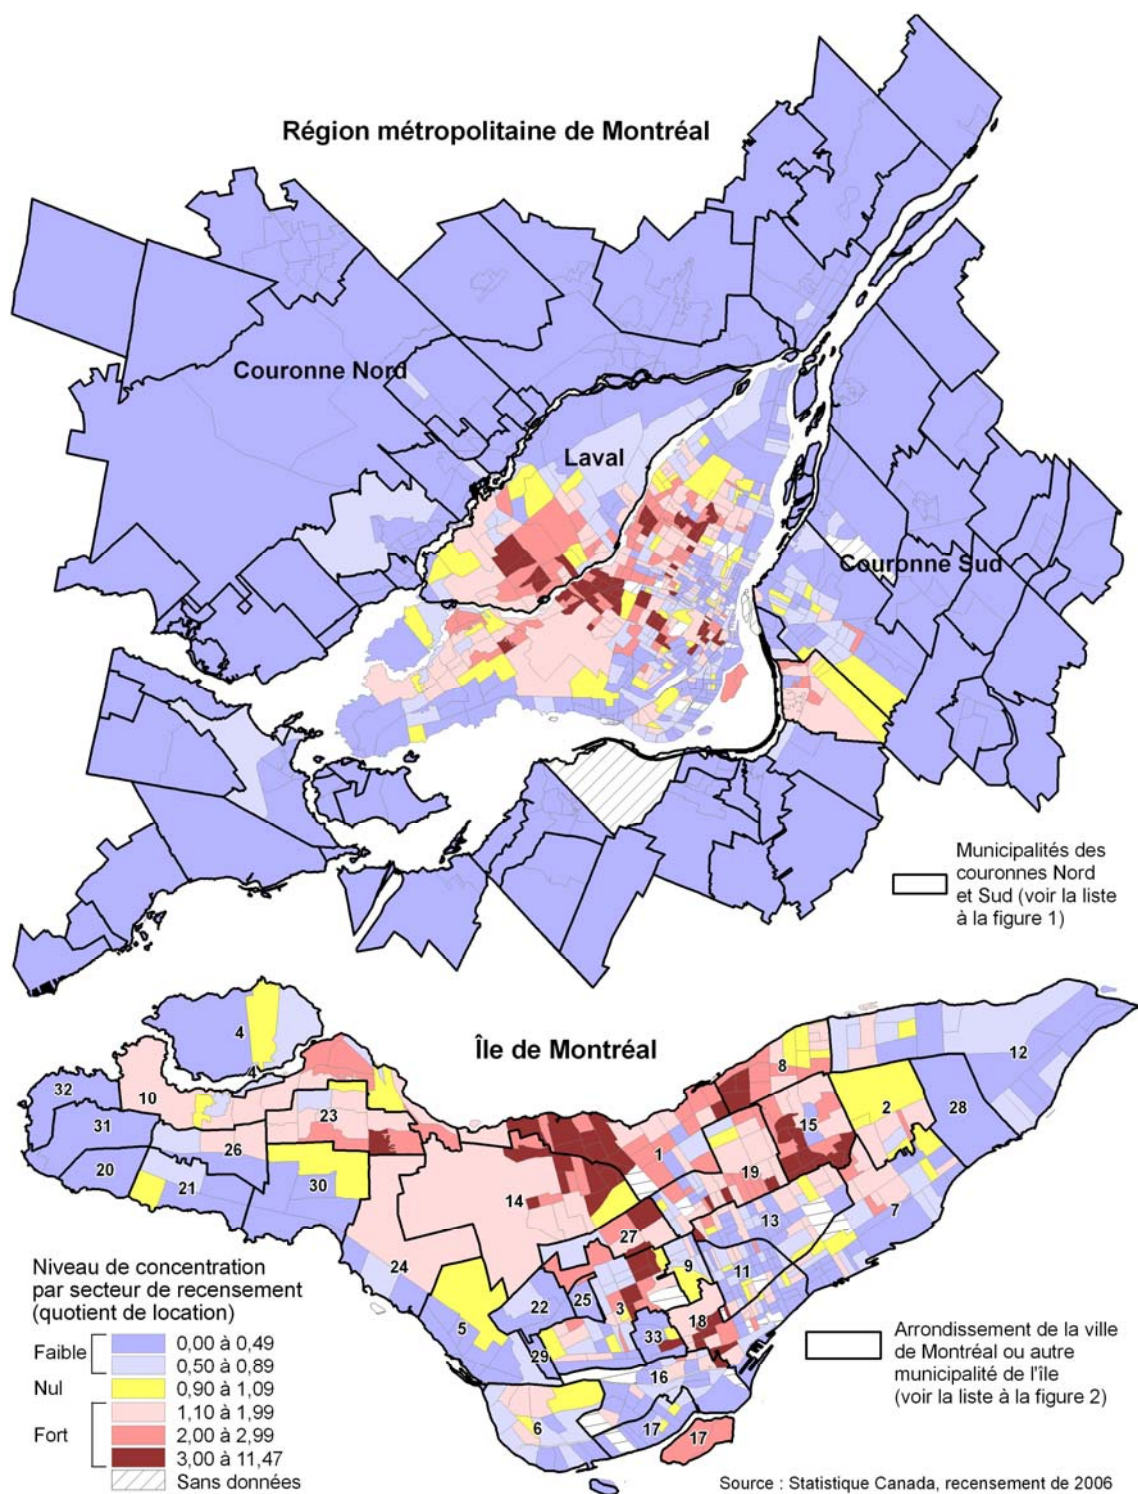 Région métropolitaine de Montréal
Couronne Nord
Laval
Couronne Sud
Municipalités des
couronnes Nord
et Sud (voir la liste
à la figure 1)
Île de Montréal
4
4
32
10
31
23
26
20
21
30
24
14
1
27
8
15
2
28
12
19
13
7
9
11
22
25
3
5
29
33
18
16
6
17
17
Niveau de concentration
par secteur de recensement
(quotient de location)
Faible
0,00 à 0,49
0,50 à 0,89
Nul
0,90 à 1,09
Fort
1,10 à 1,99
2,00 à 2,99
3,00 à 11,47
Sans données
Arrondissement de la ville
de Montréal ou autre
municipalité de l'île
(voir la liste à la figure 2)
Source : Statistique Canada, recensement de 2006